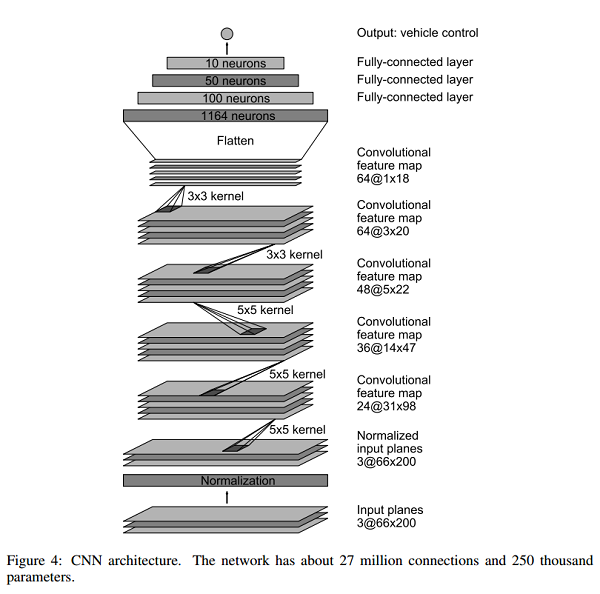 Output: vehicle control
10 neurons
Fully-connected layer
50 neurons
Fully-connected layer
100 neurons
Fully-connected layer
1164 neurons
Flatten
Convolutional
feature map
64@1x18
3x3 kernel
Convolutional
feature map
64@3x20
3x3 kernel
Convolutional
feature map
48@5x22
5x5 kernel
Convolutional
feature map
36@14x47
5x5 kernel
Convolutional
feature map
24@31x98
5x5 kernel
Normalized
input planes
3@66x200
Normalization
Input planes
3@66x200
Figure 4: CNN architecture. The network has about 27 million connections and 250 thousand
parameters.